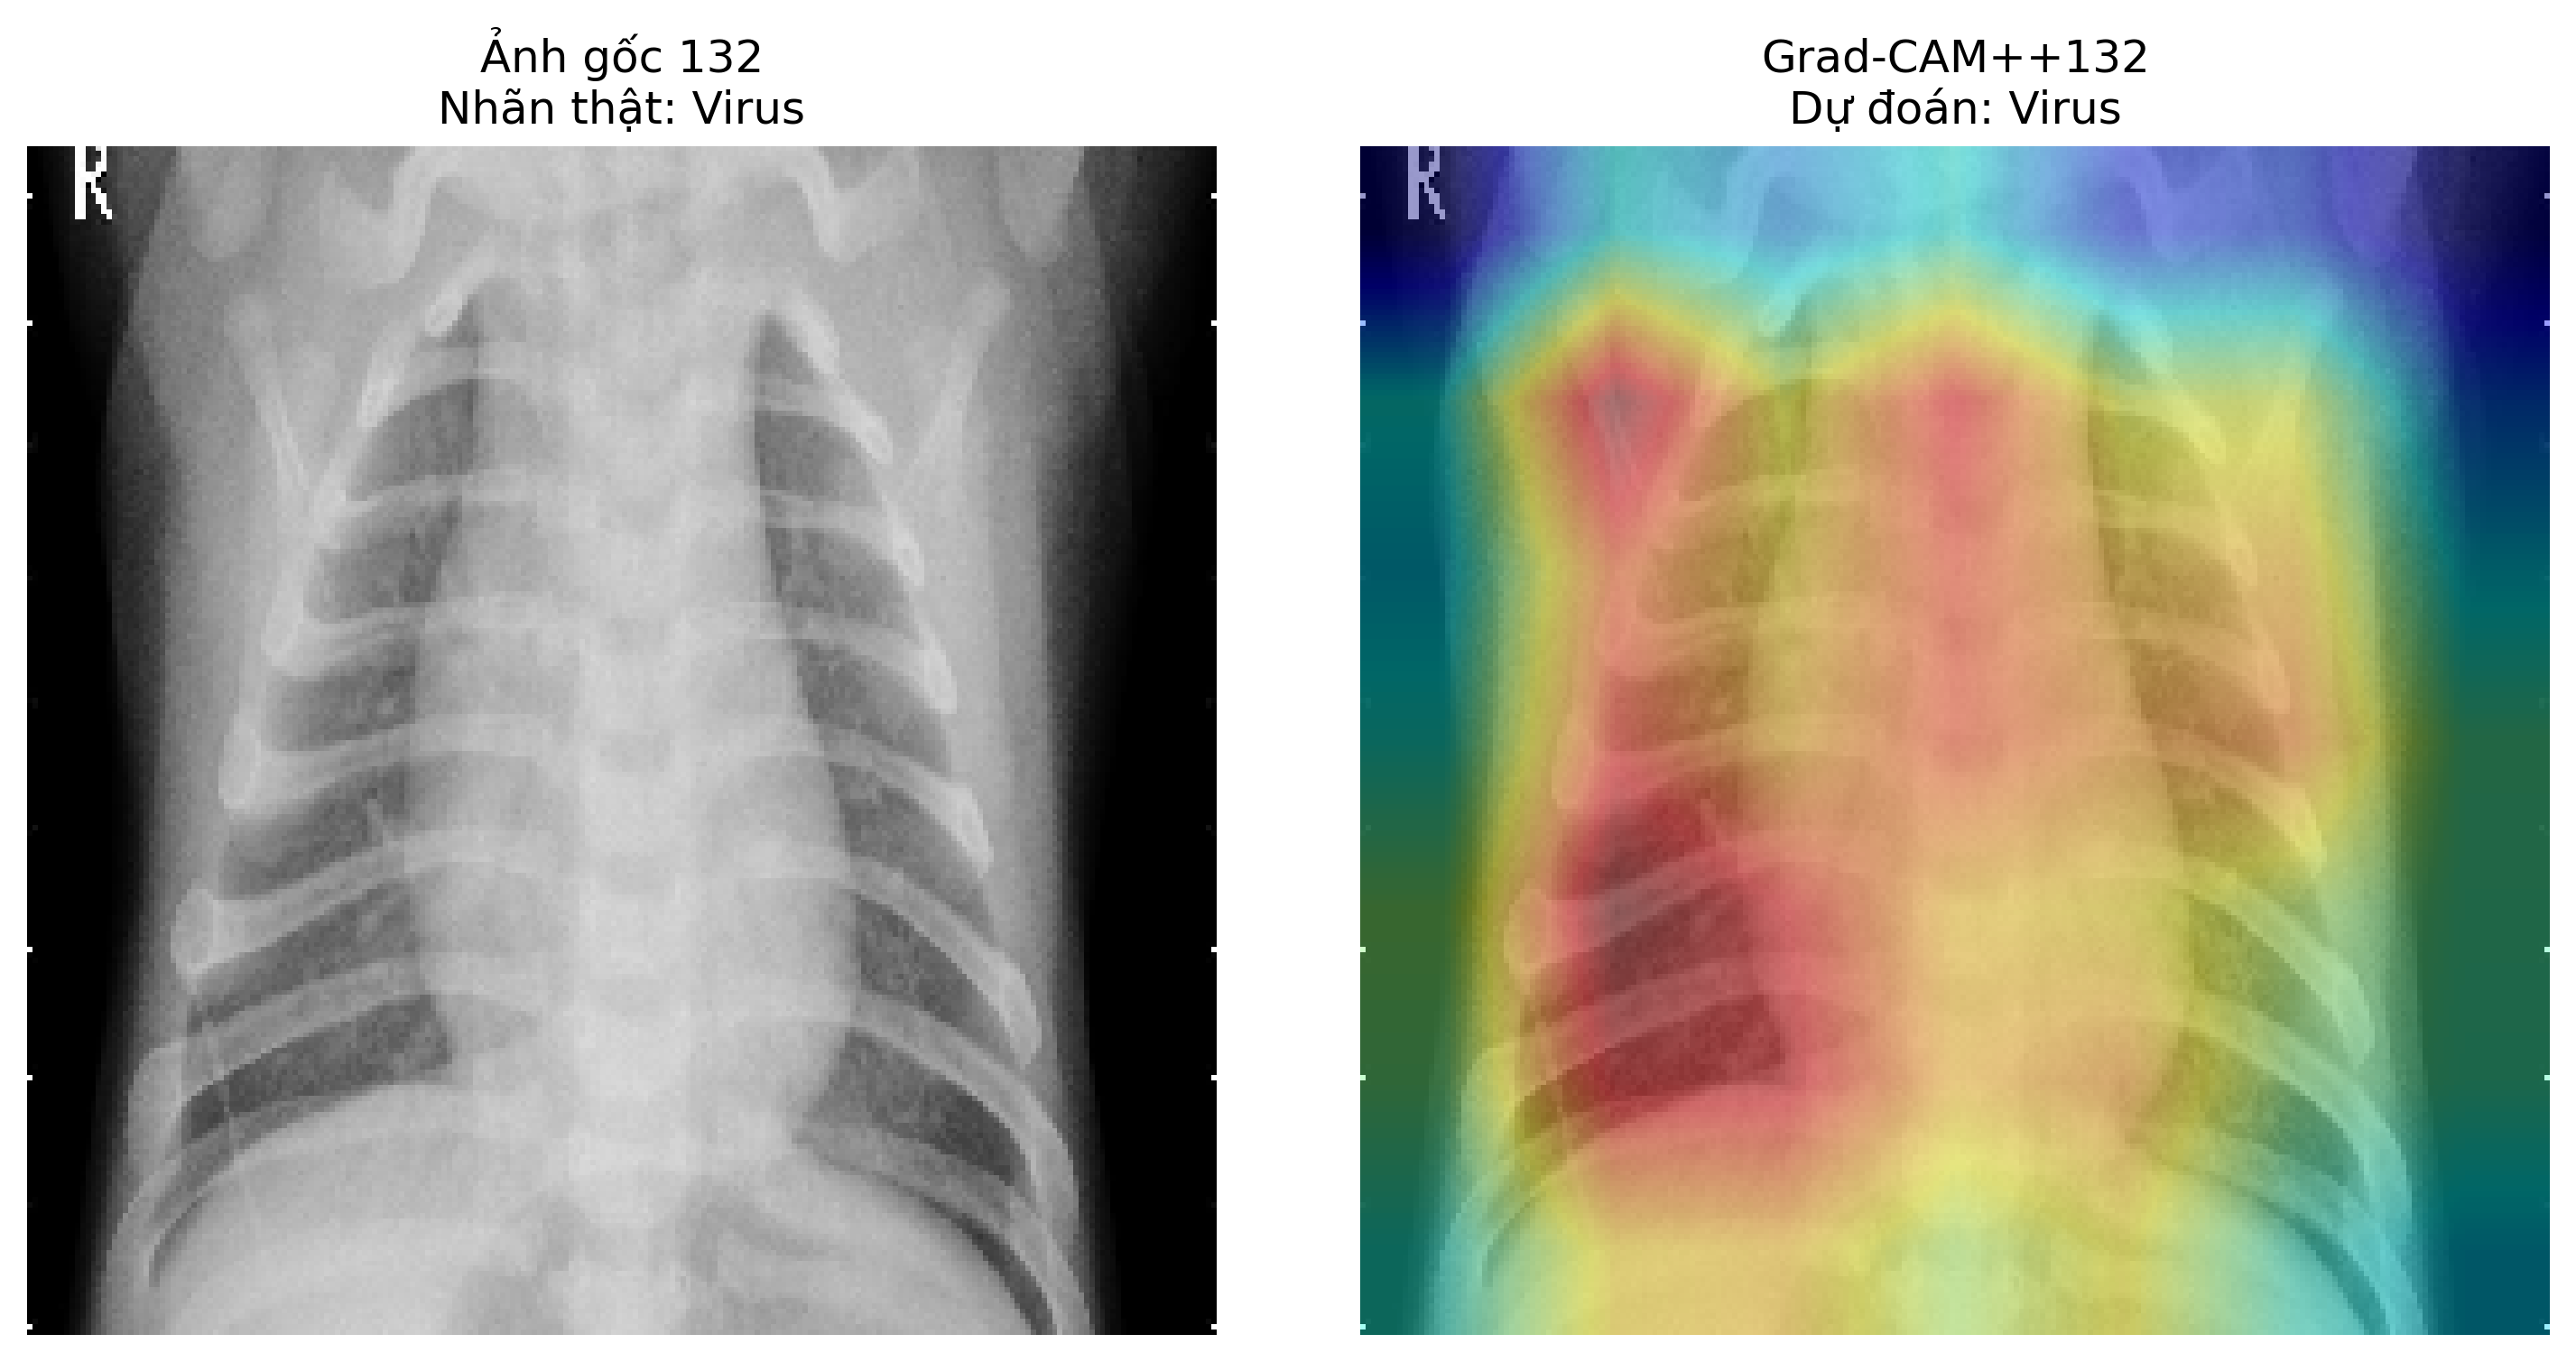 Ảnh gốc 132
Nhãn thật: Virus
R
Grad-CAM++132
Dự đoán: Virus
R